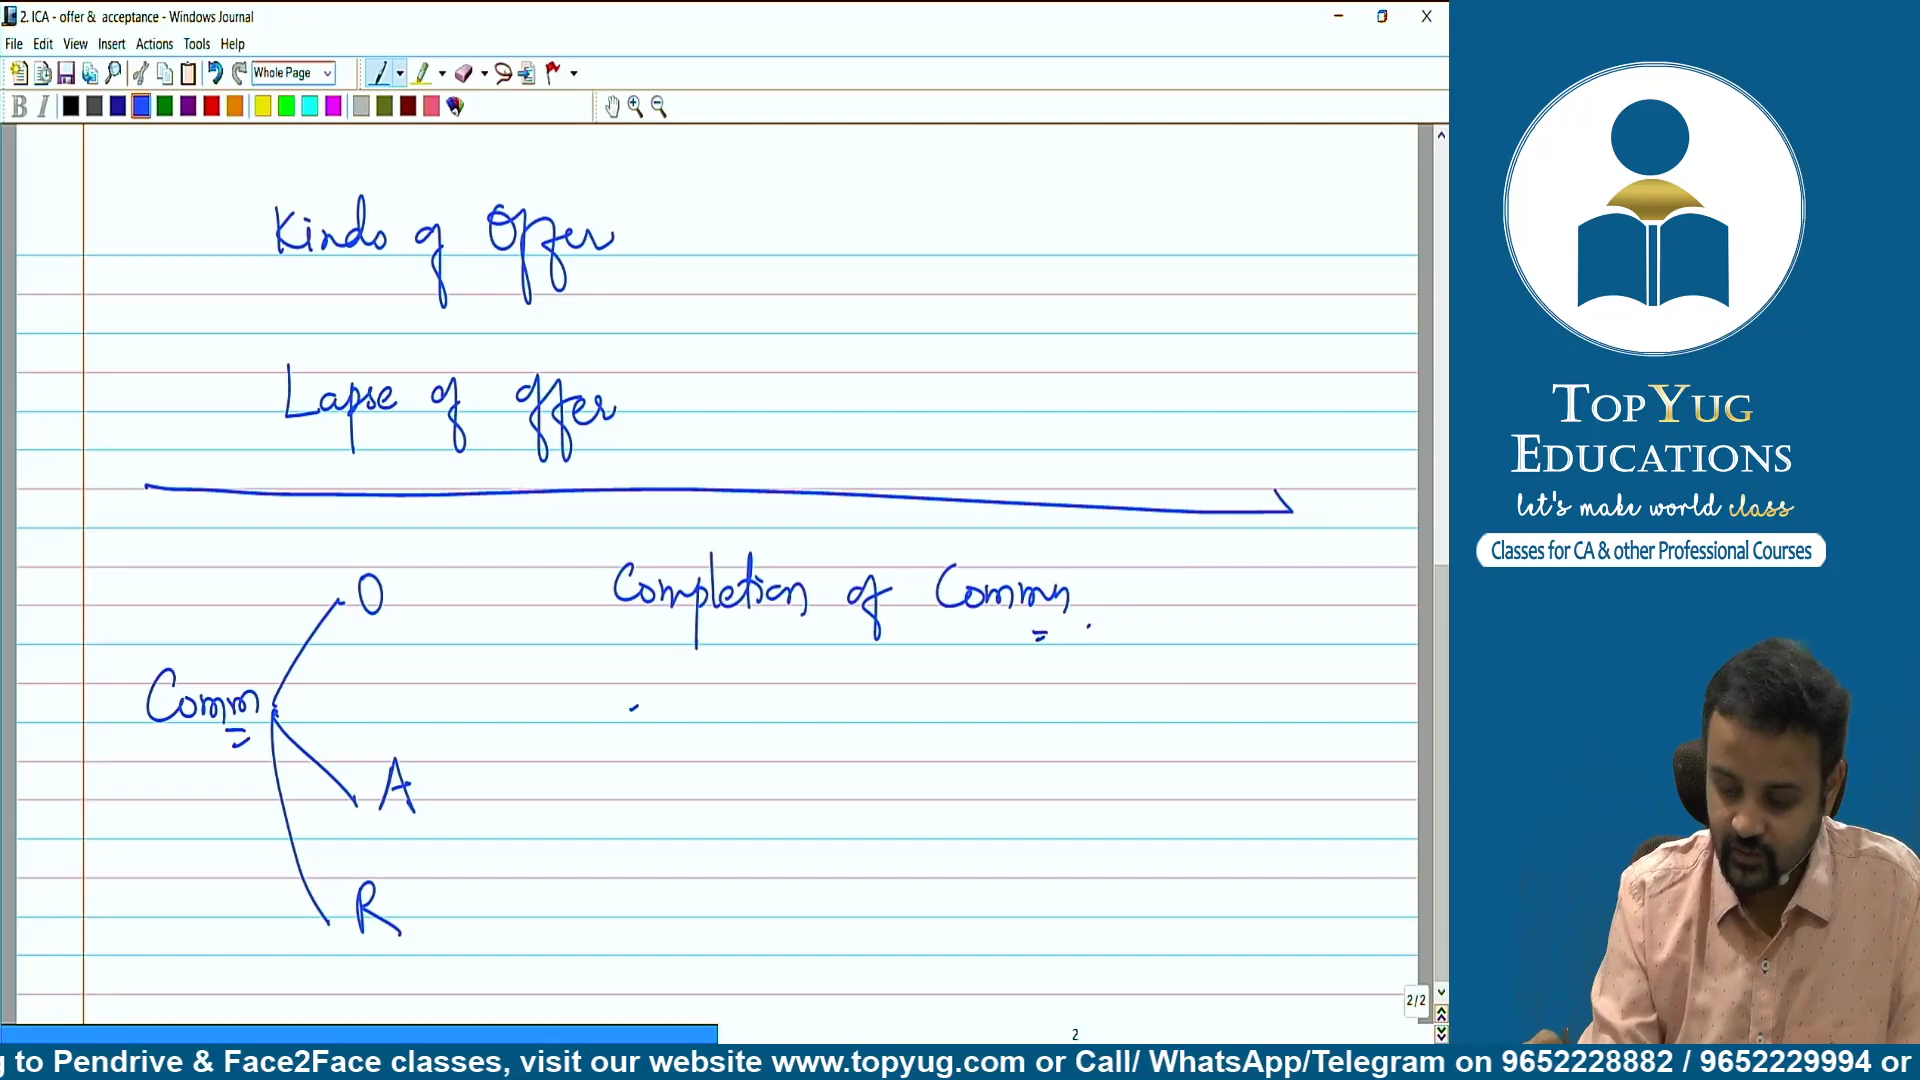 2. ICA - offer & acceptance - Windows Journal
File Edit View Insert Actions Tools Help
Whole Page
B I
Kinds of Offer
Lapse of offer
O
Completion of Commn.
Comm
A
R
2/2
2
TOPYUG
EDUCATIONS
let's make world class
Classes for CA & other Professional Courses
g to Pendrive & Face2Face classes, visit our website www.topyug.com or Call/ WhatsApp/Telegram on 9652228882 / 9652229994 or